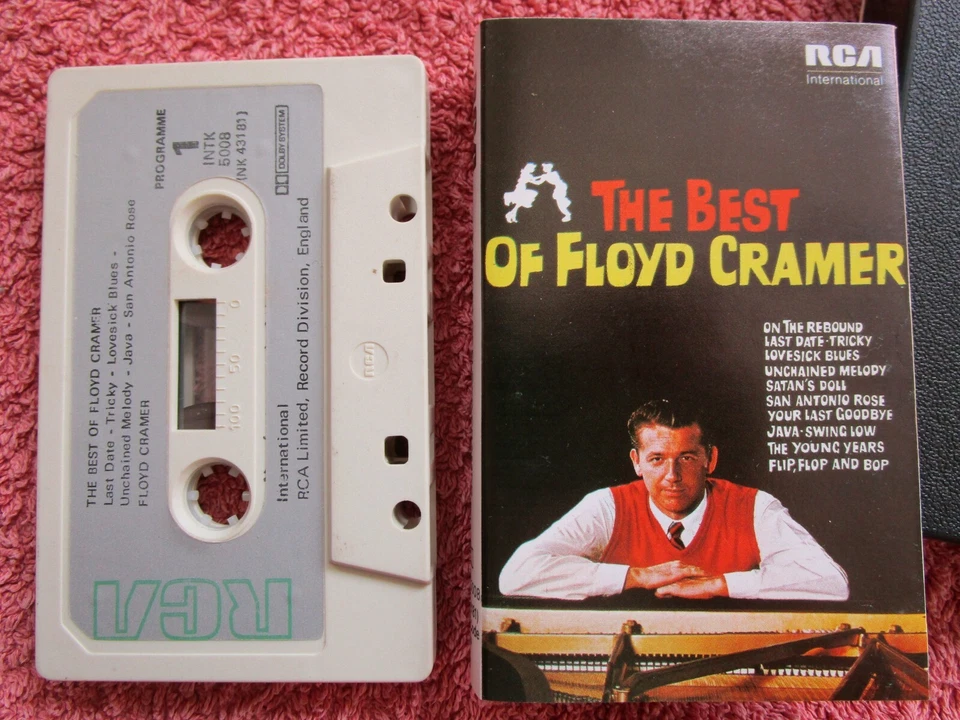 PROGRAMME
1
INTK
5008
(NK 43181)
DOLBY SYSTEM
THE BEST OF FLOYD CRAMER
Last Date - Tricky - Lovesick Blues -
Unchained Melody - Java - San Antonio Rose
FLOYD CRAMER
International
RCA Limited, Record Division, England
0
50
100
RCA
RCA
RCA
International
THE BEST
OF FLOYD CRAMER
ON THE REBOUND
LAST DATE·TRICKY
LOVESICK BLUES
UNCHAINED MELODY
SATAN'S DOLL
SAN ANTONIO ROSE
YOUR LAST GOODBYE
JAVA·SWING LOW
THE YOUNG YEARS
FLIP, FLOP AND BOP